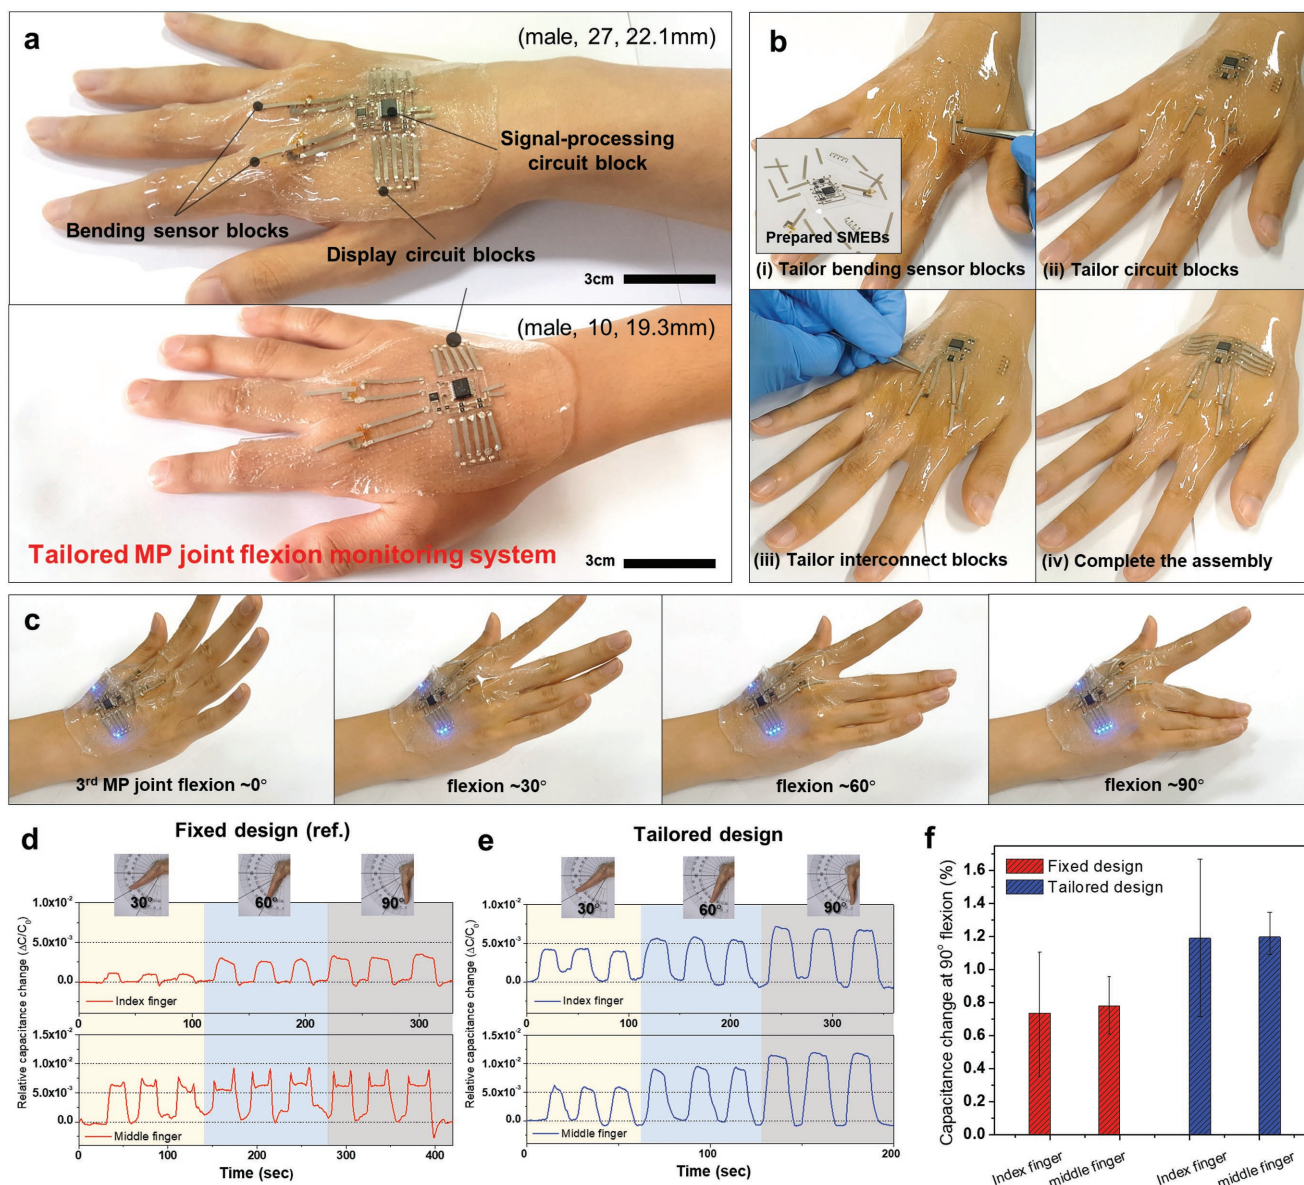 a
(male, 27, 22.1mm)
Signal-processing
circuit block
Bending sensor blocks
Display circuit blocks
3cm
(male, 10, 19.3mm)
Tailored MP joint flexion monitoring system
3cm
b
Prepared SMEBs
(i) Tailor bending sensor blocks
(ii) Tailor circuit blocks
(iii) Tailor interconnect blocks
(iv) Complete the assembly
c
3rd MP joint flexion ~0°
flexion ~30°
flexion ~60°
flexion ~90°
d
Fixed design (ref.)
30°
60°
90°
Relative capacitance change (ΔC/C0)
1.0x10-2
5.0x10-3
0.0
Index finger
0 100 200 300
1.5x10-2
1.0x10-2
5.0x10-3
0.0
Middle finger
0 100 200 300 400
Time (sec)
e
Tailored design
30°
60°
90°
Relative capacitance change (ΔC/C0)
1.0x10-2
5.0x10-3
0.0
Index finger
0 100 200 300
1.5x10-2
1.0x10-2
5.0x10-3
0.0
Middle finger
0 100 200
Time (sec)
f
Capacitance change at 90° flexion (%)
Fixed design
Tailored design
1.6
1.4
1.2
1.0
0.8
0.6
0.4
0.2
0.0
Index finger
middle finger
Index finger
middle finger